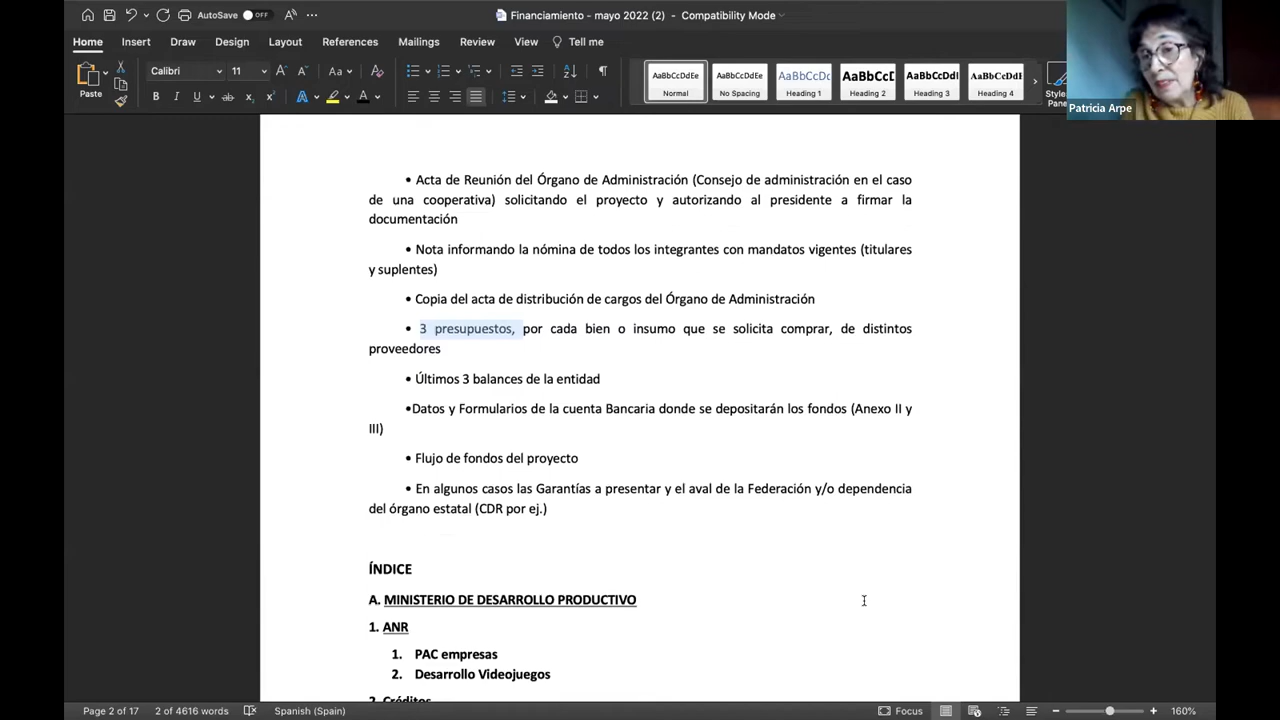 AutoSave OFF
Financiamiento - mayo 2022 (2) - Compatibility Mode
Home Insert Draw Design Layout References Mailings Review View Tell me
Paste
Calibri 11
AaBbCcDdEe
Normal
AaBbCcDdEe
No Spacing
AaBbCcDc
Heading 1
AaBbCcI
Heading 2
AaBbCcDdI
Heading 3
AaBbCcDdE
Heading 4
Patricia Arpe
• Acta de Reunión del Órgano de Administración (Consejo de administración en el caso
de una cooperativa) solicitando el proyecto y autorizando al presidente a firmar la
documentación
• Nota informando la nómina de todos los integrantes con mandatos vigentes (titulares
y suplentes)
• Copia del acta de distribución de cargos del Órgano de Administración
• 3 presupuestos, por cada bien o insumo que se solicita comprar, de distintos
proveedores
• Últimos 3 balances de la entidad
•Datos y Formularios de la cuenta Bancaria donde se depositarán los fondos (Anexo II y
III)
• Flujo de fondos del proyecto
• En algunos casos las Garantías a presentar y el aval de la Federación y/o dependencia
del órgano estatal (CDR por ej.)
ÍNDICE
A. MINISTERIO DE DESARROLLO PRODUCTIVO
1. ANR
1. PAC empresas
2. Desarrollo Videojuegos
2. Créditos
Page 2 of 17 2 of 4616 words Spanish (Spain) Focus 160%